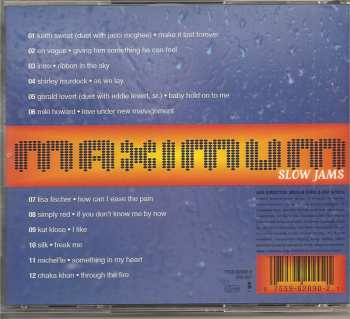 01 keith sweat (duet with jacci mcghee) • make it last forever
02 en vogue • giving him something he can feel
03 intro • ribbon in the sky
04 shirley murdock • as we lay
05 gerald levert (duet with eddie levert, sr.) • baby hold on to me
06 miki howard • love under new management
MAXIMUM
SLOW JAMS
07 lisa fischer • how can I ease the pain
08 simply red • if you don't know me by now
09 kut klose • I like
10 silk • freak me
11 michel'le • something in my heart
12 chaka khan • through the fire